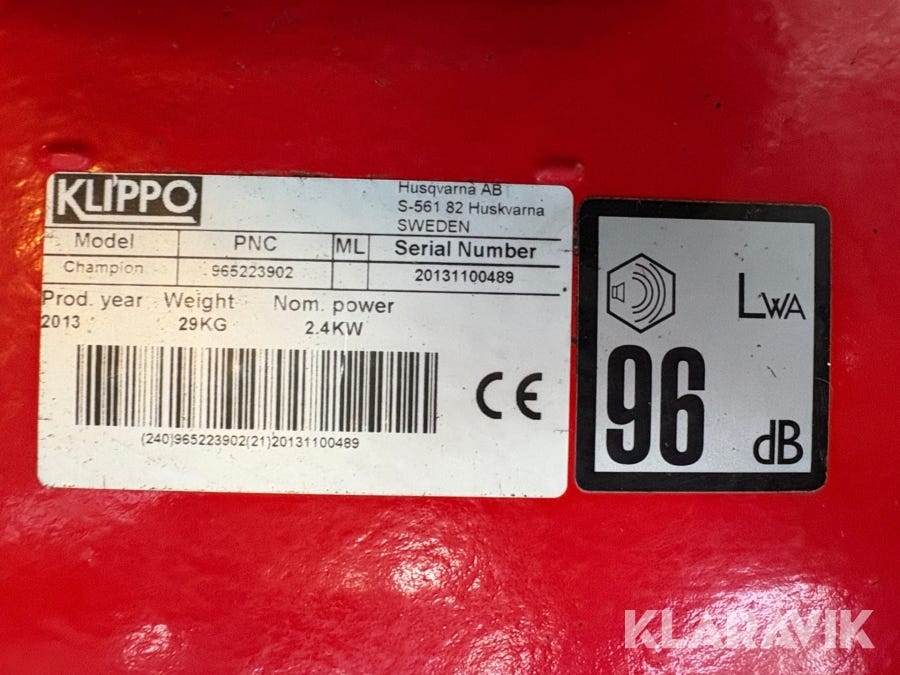 KLIPPO
Husqvarna AB
S-561 82 Huskvarna
SWEDEN
Model PNC ML Serial Number
Champion 965223902 20131100489
Prod. year Weight Nom. power
2013 29KG 2.4KW
CE
(240)965223902(21)20131100489
LWA
96
dB
KLARAVIK